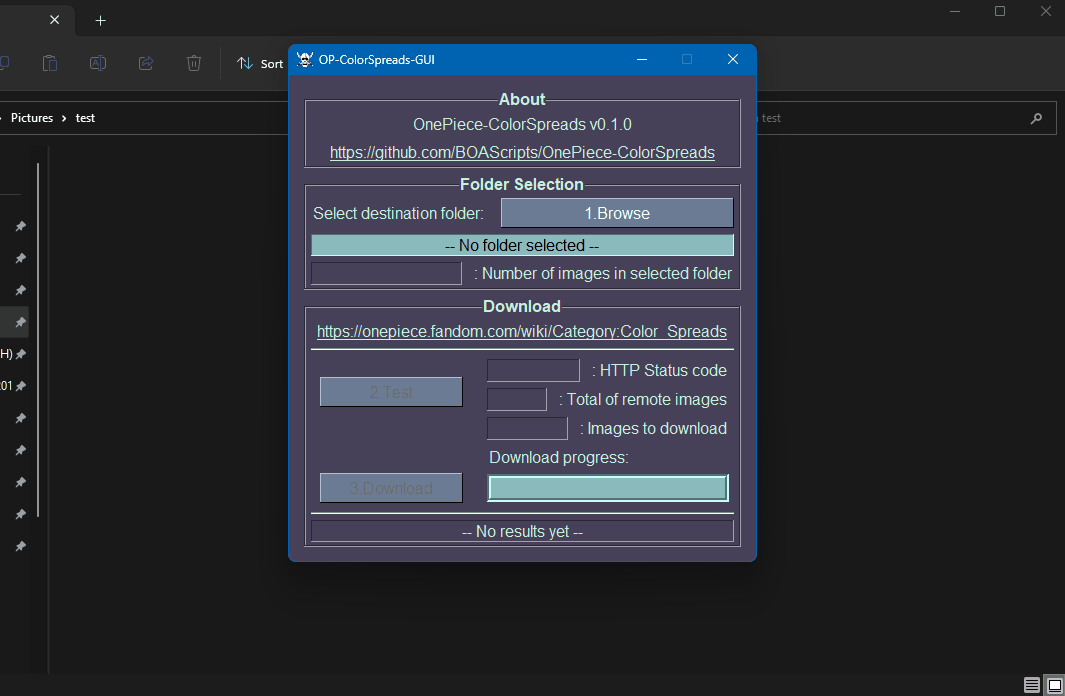 Sort
OP-ColorSpreads-GUI
Pictures > test
test
About
OnePiece-ColorSpreads v0.1.0
https://github.com/BOAScripts/OnePiece-ColorSpreads
Folder Selection
Select destination folder: 1.Browse
-- No folder selected --
: Number of images in selected folder
Download
https://onepiece.fandom.com/wiki/Category:Color_Spreads
: HTTP Status code
2.Test
: Total of remote images
: Images to download
Download progress:
3.Download
-- No results yet --
H)
201